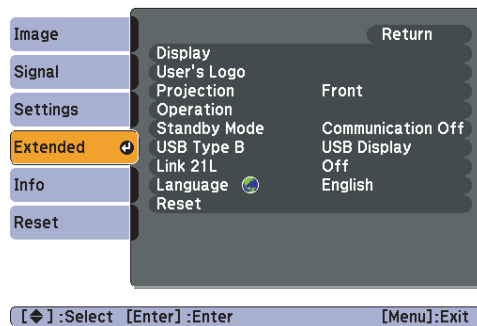 Image
Signal
Settings
Extended
Info
Reset
Return
Display
User's Logo
Projection Front
Operation
Standby Mode Communication Off
USB Type B USB Display
Link 21L Off
Language English
Reset
[◆] :Select [Enter] :Enter [Menu]:Exit